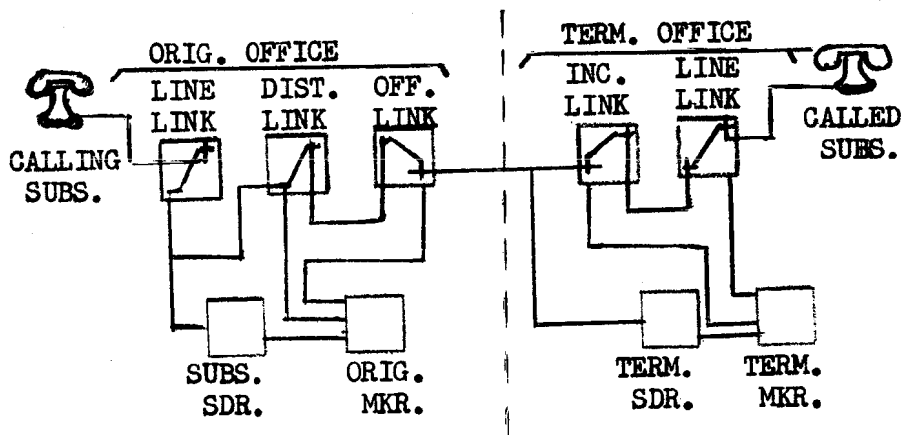 ORIG. OFFICE
LINE LINK
DIST. LINK
OFF. LINK
CALLING SUBS.
SUBS. SDR.
ORIG. MKR.
TERM. OFFICE
INC. LINK
LINE LINK
CALLED SUBS.
TERM. SDR.
TERM. MKR.